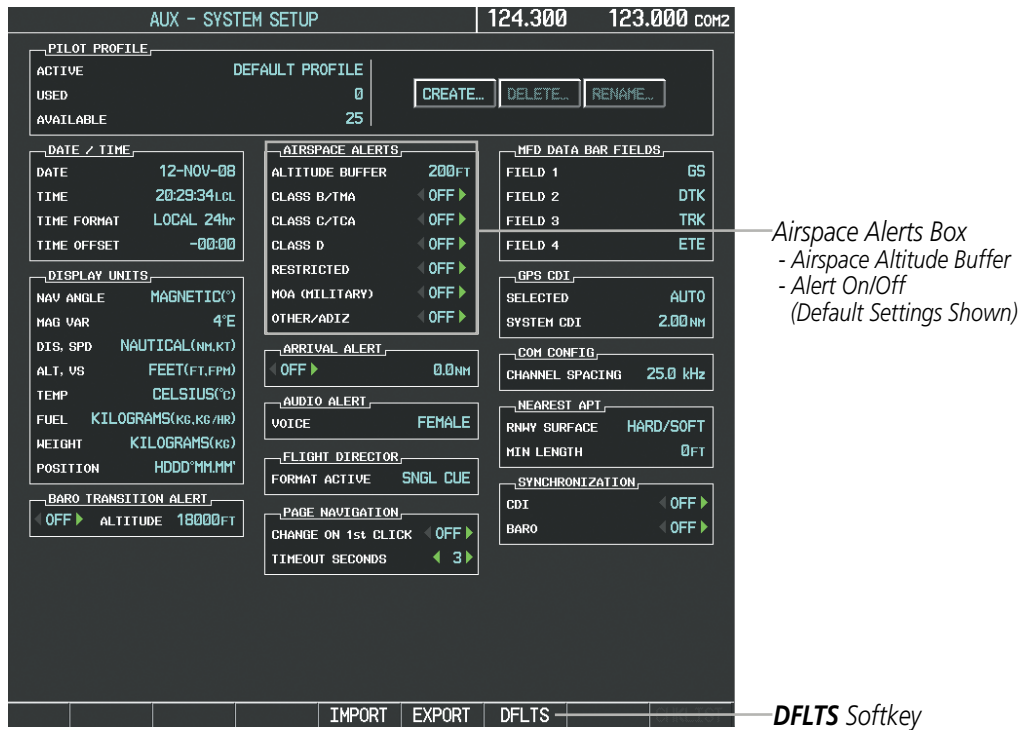 AUX - SYSTEM SETUP
124.300 123.000 COM2
PILOT PROFILE
ACTIVE DEFAULT PROFILE
USED 0
AVAILABLE 25
CREATE... DELETE... RENAME...
DATE / TIME
DATE 12-NOV-08
TIME 20:29:34LCL
TIME FORMAT LOCAL 24hr
TIME OFFSET -00:00
DISPLAY UNITS
NAV ANGLE MAGNETIC(°)
MAG VAR 4°E
DIS, SPD NAUTICAL(NM,KT)
ALT, VS FEET(FT,FPM)
TEMP CELSIUS(°C)
FUEL KILOGRAMS(KG,KG/HR)
WEIGHT KILOGRAMS(KG)
POSITION HDDD°MM.MM'
BARO TRANSITION ALERT
OFF ALTITUDE 18000FT
AIRSPACE ALERTS
ALTITUDE BUFFER 200FT
CLASS B/TMA OFF
CLASS C/TCA OFF
CLASS D OFF
RESTRICTED OFF
MOA (MILITARY) OFF
OTHER/ADIZ OFF
ARRIVAL ALERT
OFF 0.0NM
AUDIO ALERT
VOICE FEMALE
FLIGHT DIRECTOR
FORMAT ACTIVE SNGL CUE
PAGE NAVIGATION
CHANGE ON 1st CLICK OFF
TIMEOUT SECONDS 3
MFD DATA BAR FIELDS
FIELD 1 GS
FIELD 2 DTK
FIELD 3 TRK
FIELD 4 ETE
GPS CDI
SELECTED AUTO
SYSTEM CDI 2.00NM
COM CONFIG
CHANNEL SPACING 25.0 kHz
NEAREST APT
RNWY SURFACE HARD/SOFT
MIN LENGTH 0FT
SYNCHRONIZATION
CDI OFF
BARO OFF
Airspace Alerts Box
- Airspace Altitude Buffer
- Alert On/Off
(Default Settings Shown)
IMPORT EXPORT DFLTS CHKLIST
DFLTS Softkey